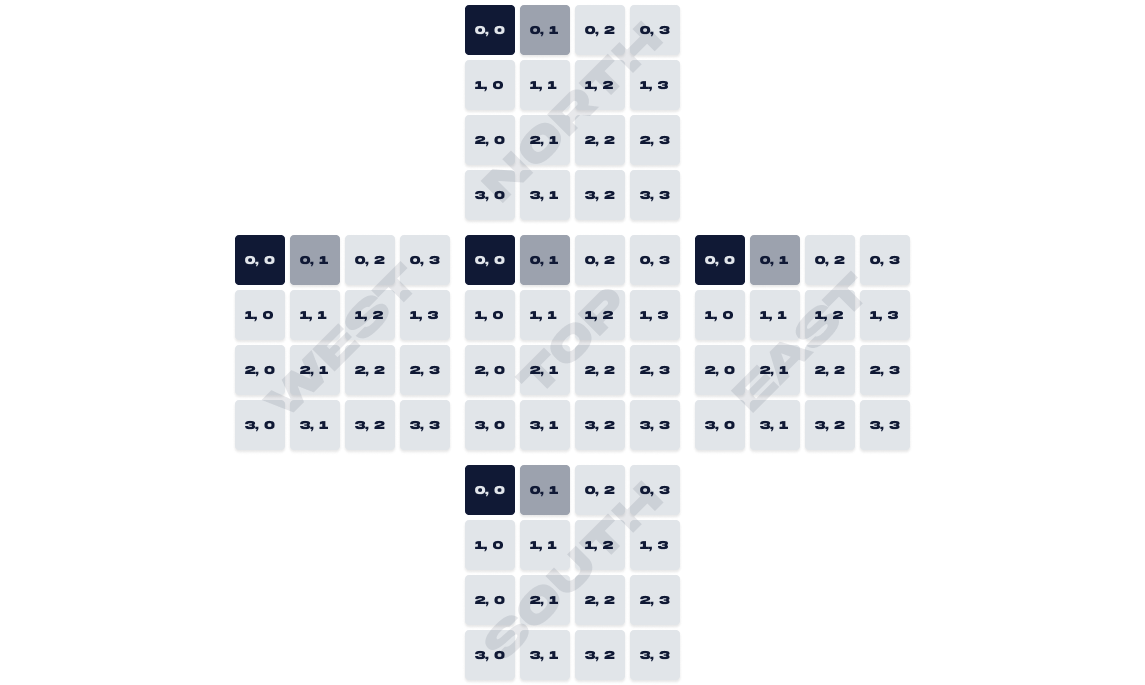 0, 0 0, 1 0, 2 0, 3
1, 0 1, 1 1, 2 1, 3
2, 0 2, 1 2, 2 2, 3
3, 0 3, 1 3, 2 3, 3
NORTH
0, 0 0, 1 0, 2 0, 3
1, 0 1, 1 1, 2 1, 3
2, 0 2, 1 2, 2 2, 3
3, 0 3, 1 3, 2 3, 3
WEST
0, 0 0, 1 0, 2 0, 3
1, 0 1, 1 1, 2 1, 3
2, 0 2, 1 2, 2 2, 3
3, 0 3, 1 3, 2 3, 3
TOP
0, 0 0, 1 0, 2 0, 3
1, 0 1, 1 1, 2 1, 3
2, 0 2, 1 2, 2 2, 3
3, 0 3, 1 3, 2 3, 3
EAST
0, 0 0, 1 0, 2 0, 3
1, 0 1, 1 1, 2 1, 3
2, 0 2, 1 2, 2 2, 3
3, 0 3, 1 3, 2 3, 3
SOUTH